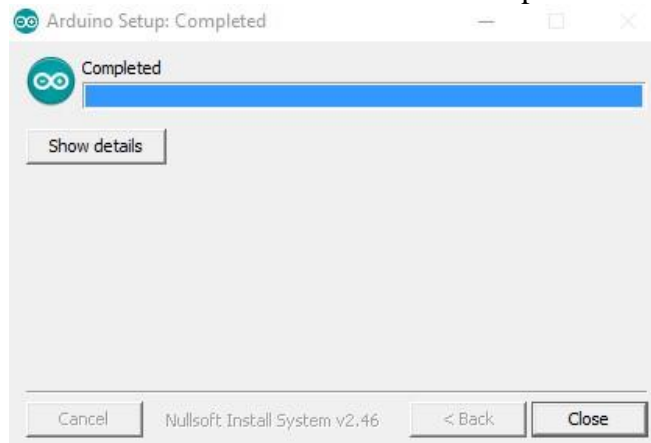 Arduino Setup: Completed
Completed
Show details
Cancel
Nullsoft Install System v2.46
< Back
Close